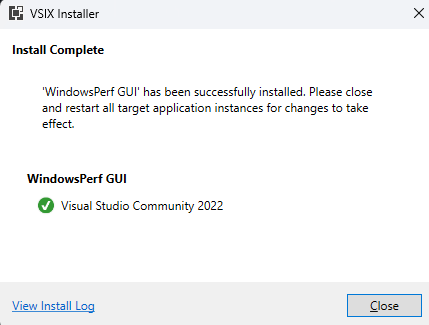 VSIX Installer
Install Complete
'WindowsPerf GUI' has been successfully installed. Please close
and restart all target application instances for changes to take
effect.
WindowsPerf GUI
Visual Studio Community 2022
View Install Log
Close